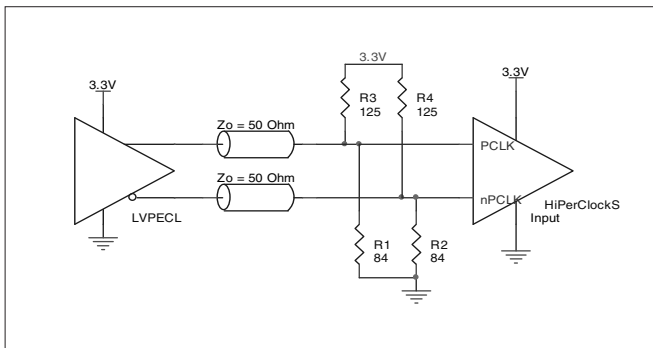 3.3V
3.3V
3.3V
R3
125
R4
125
Zo = 50 Ohm
PCLK
Zo = 50 Ohm
nPCLK
HiPerClockS
Input
LVPECL
R1
84
R2
84